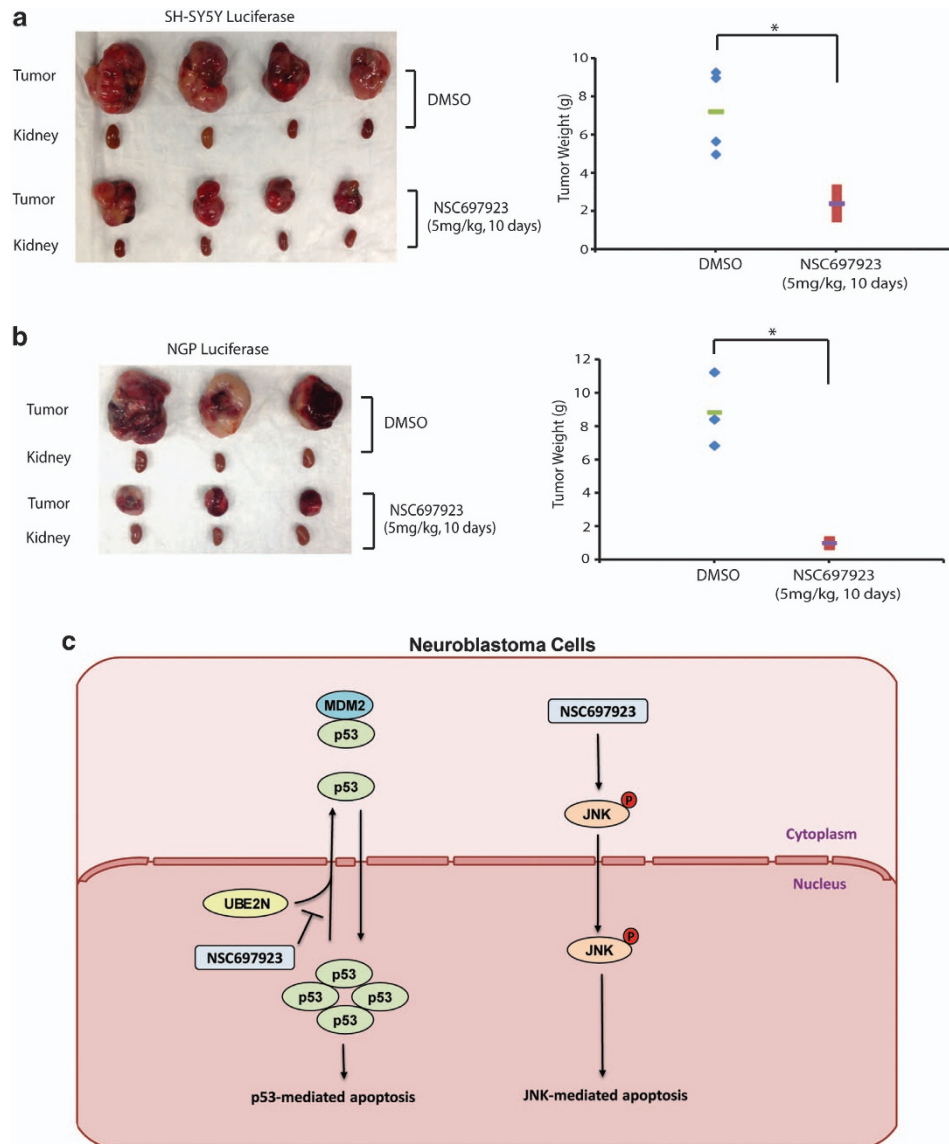 a
SH-SY5Y Luciferase
Tumor
Kidney
Tumor
Kidney
DMSO
NSC697923
(5mg/kg, 10 days)
*
Tumor Weight (g)
10
8
6
4
2
0
DMSO
NSC697923
(5mg/kg, 10 days)
b
NGP Luciferase
Tumor
Kidney
Tumor
Kidney
DMSO
NSC697923
(5mg/kg, 10 days)
*
Tumor Weight (g)
12
10
8
6
4
2
0
DMSO
NSC697923
(5mg/kg, 10 days)
c
Neuroblastoma Cells
MDM2
p53
p53
UBE2N
NSC697923
p53
p53
p53
p53
p53-mediated apoptosis
NSC697923
P
JNK
Cytoplasm
Nucleus
P
JNK
JNK-mediated apoptosis